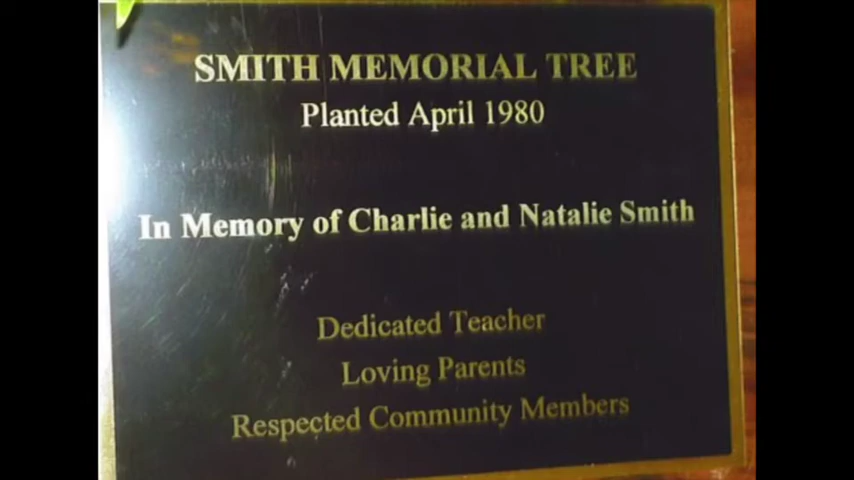 SMITH MEMORIAL TREE
Planted April 1980
In Memory of Charlie and Natalie Smith
Dedicated Teacher
Loving Parents
Respected Community Members